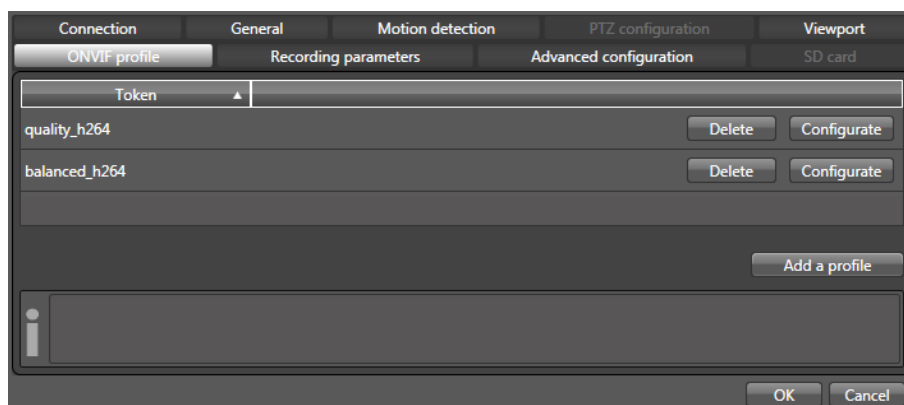 Connection General Motion detection PTZ configuration Viewport
ONVIF profile Recording parameters Advanced configuration SD card
Token
quality_h264 Delete Configurate
balanced_h264 Delete Configurate
Add a profile
OK Cancel